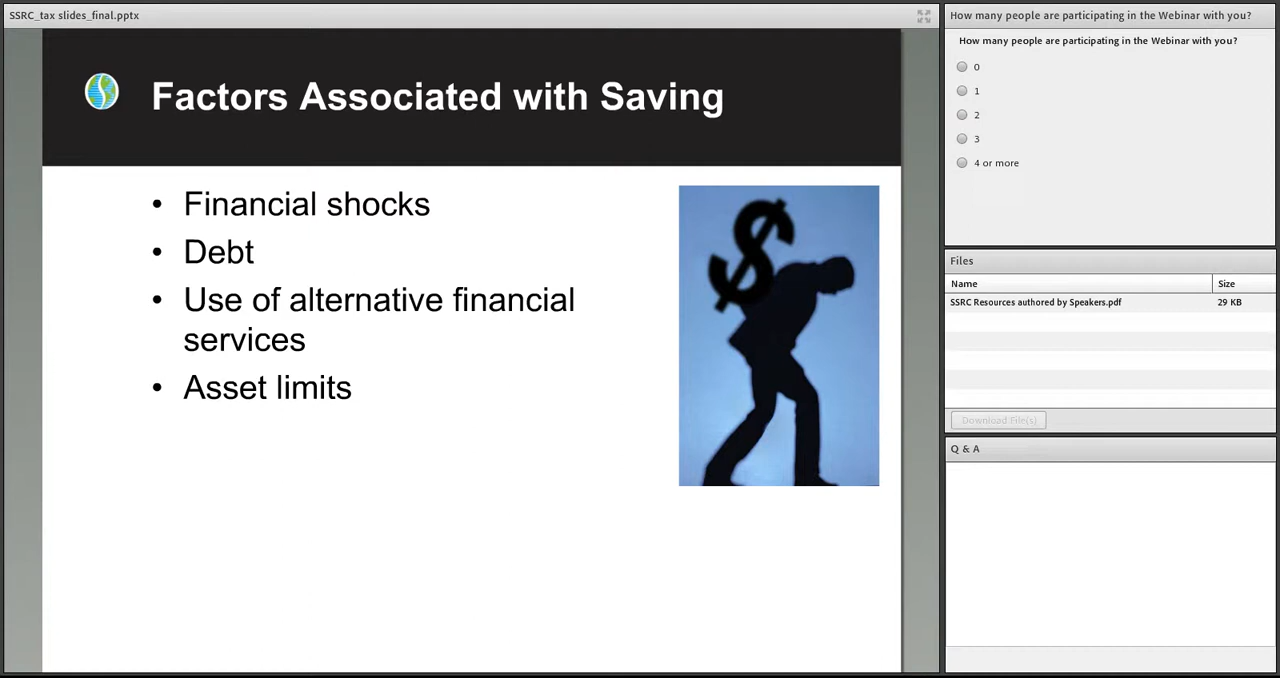 SSRC_tax slides_final.pptx
Factors Associated with Saving
• Financial shocks
• Debt
• Use of alternative financial
services
• Asset limits
$
How many people are participating in the Webinar with you?
How many people are participating in the Webinar with you?
0
1
2
3
4 or more
Files
Name Size
SSRC Resources authored by Speakers.pdf 29 KB
Download File(s)
Q & A